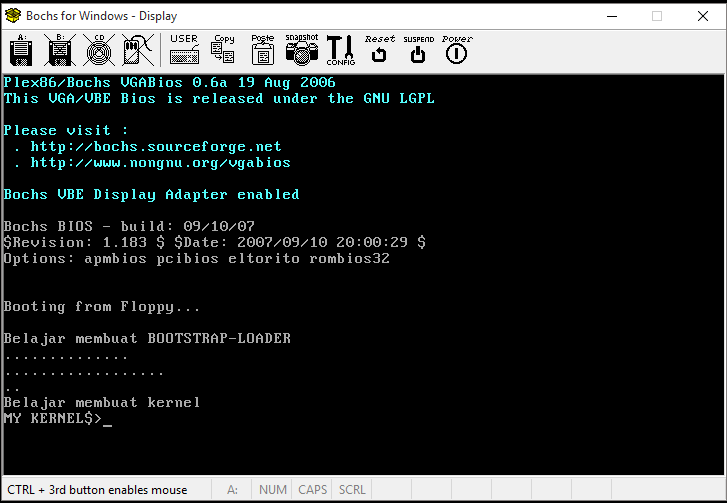 Bochs for Windows - Display
A: B: CD USER Copy Paste snapshot CONFIG Reset SUSPEND Power
Plex86/Bochs VGABios 0.6a 19 Aug 2006
This VGA/VBE Bios is released under the GNU LGPL
Please visit :
. http://bochs.sourceforge.net
. http://www.nongnu.org/vgabios
Bochs VBE Display Adapter enabled
Bochs BIOS - build: 09/10/07
$Revision: 1.183 $ $Date: 2007/09/10 20:00:29 $
Options: apmbios pcibios eltorito rombios32
Booting from Floppy...
Belajar membuat BOOTSTRAP-LOADER
..............
..................
..
Belajar membuat kernel
MY KERNEL$>_
CTRL + 3rd button enables mouse A: NUM CAPS SCRL